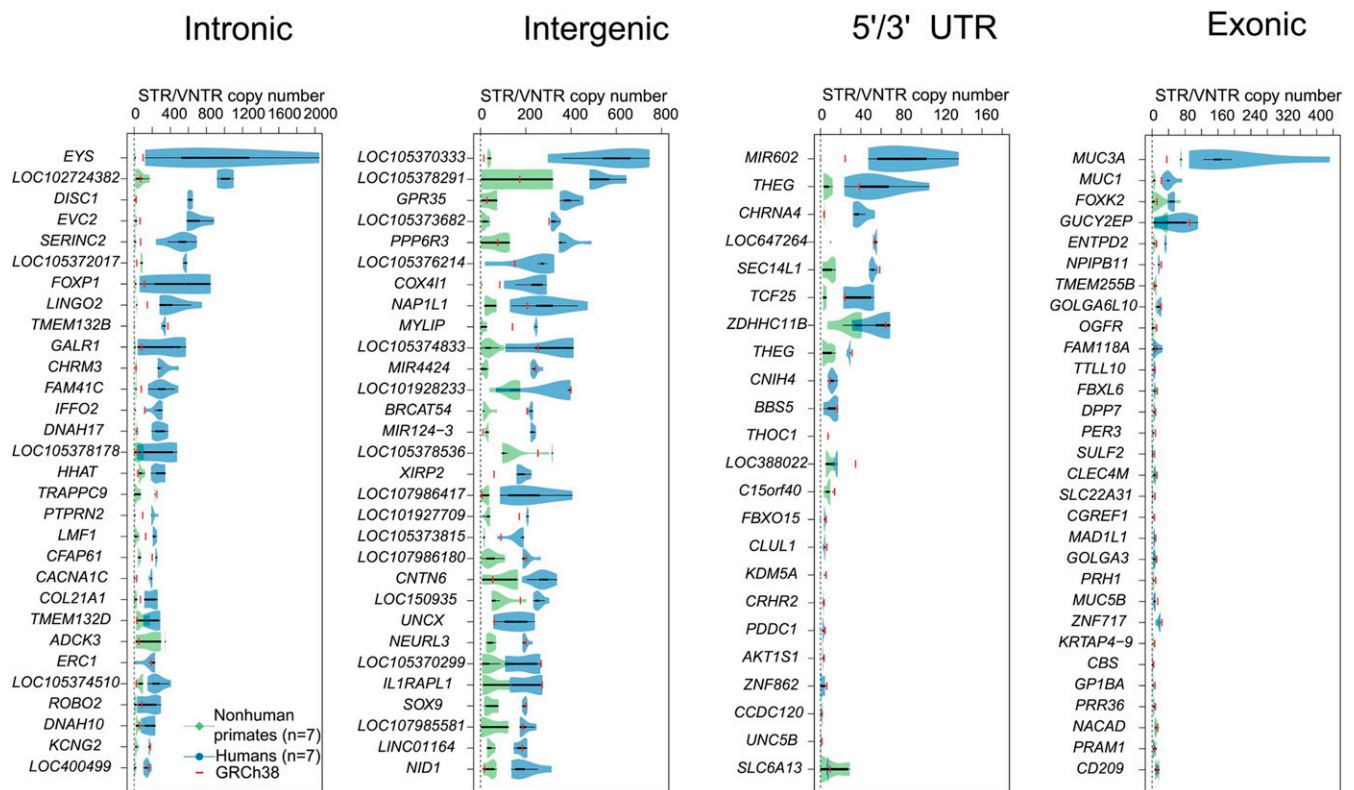 Intronic
STR/VNTR copy number
0 400 800 1200 1600 2000
EYS
LOC102724382
DISC1
EVC2
SERINC2
LOC105372017
FOXP1
LINGO2
TMEM132B
GALR1
CHRM3
FAM41C
IFFO2
DNAH17
LOC105378178
HHAT
TRAPPC9
PTPRN2
LMF1
CFAP61
CACNA1C
COL21A1
TMEM132D
ADCK3
ERC1
LOC105374510
ROBO2
DNAH10
KCNG2
LOC400499
Nonhuman
primates (n=7)
Humans (n=7)
GRCh38
Intergenic
STR/VNTR copy number
0 200 400 600 800
LOC105370333
LOC105378291
GPR35
LOC105373682
PPP6R3
LOC105376214
COX4I1
NAP1L1
MYLIP
LOC105374833
MIR4424
LOC101928233
BRCAT54
MIR124-3
LOC105378536
XIRP2
LOC107986417
LOC101927709
LOC105373815
LOC107986180
CNTN6
LOC150935
UNCX
NEURL3
LOC105370299
IL1RAPL1
SOX9
LOC107985581
LINC01164
NID1
5'/3' UTR
STR/VNTR copy number
0 40 80 120 160
MIR602
THEG
CHRNA4
LOC647264
SEC14L1
TCF25
ZDHHC11B
THEG
CNIH4
BBS5
THOC1
LOC388022
C15orf40
FBXO15
CLUL1
KDM5A
CRHR2
PDDC1
AKT1S1
ZNF862
CCDC120
UNC5B
SLC6A13
Exonic
STR/VNTR copy number
0 80 160 240 360 440
MUC3A
MUC1
FOXK2
GUCY2EP
ENTPD2
NPIPB11
TMEM255B
GOLGA6L10
OGFR
FAM118A
TTLL10
FBXL6
DPP7
PER3
SULF2
CLEC4M
SLC22A31
CGREF1
MAD1L1
GOLGA3
PRH1
MUC5B
ZNF717
KRTAP4-9
CBS
GP1BA
PRR36
NACAD
PRAM1
CD209